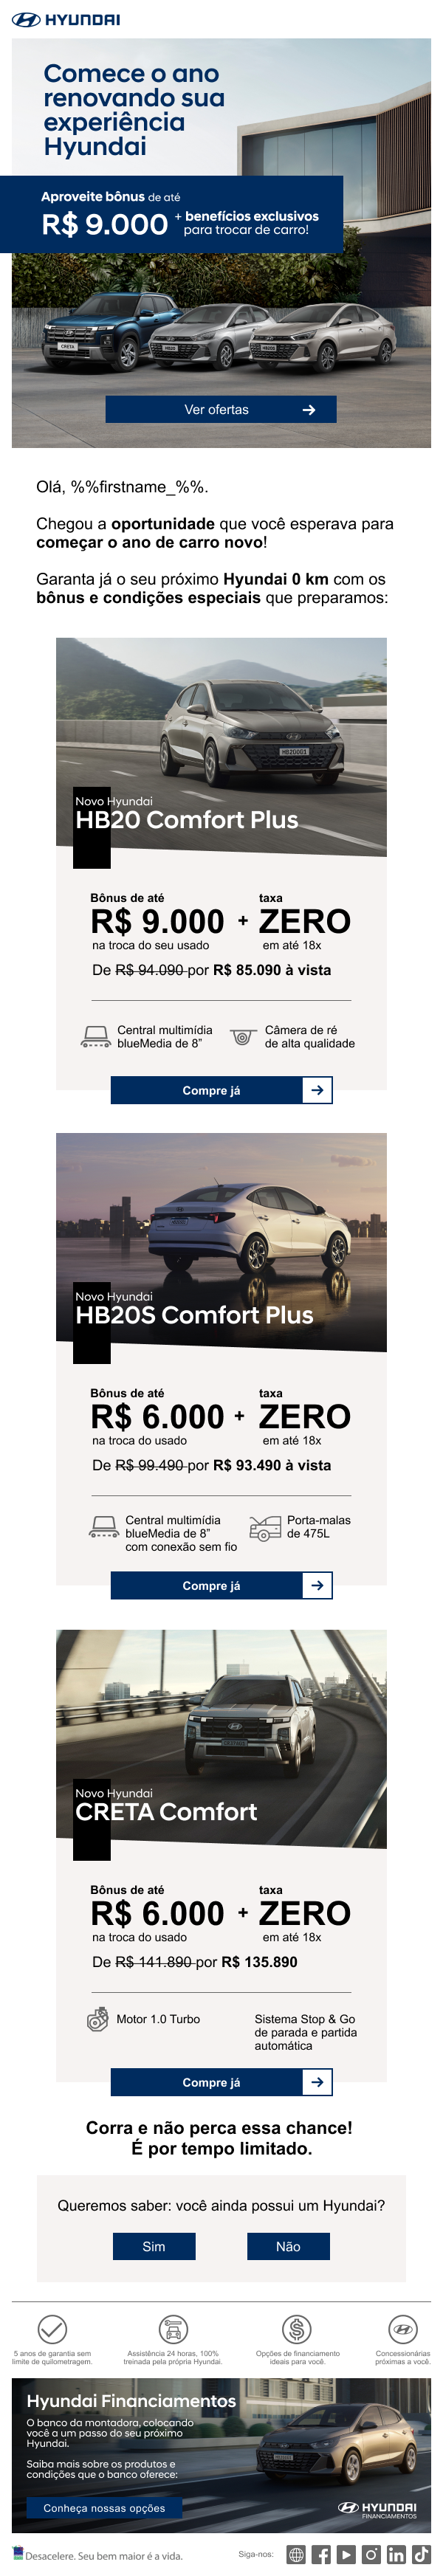 HYUNDAI
Comece o ano
renovando sua
experiência
Hyundai
Aproveite bônus de até
R$ 9.000 + benefícios exclusivos
para trocar de carro!
CRETA
HB20
HB20S
Ver ofertas
Olá, %%firstname_%%.
Chegou a oportunidade que você esperava para
começar o ano de carro novo!
Garanta já o seu próximo Hyundai 0 km com os
bônus e condições especiais que preparamos:
Novo Hyundai
HB20 Comfort Plus
Bônus de até
R$ 9.000
na troca do seu usado
+
taxa
ZERO
em até 18x
De R$ 94.090 por R$ 85.090 à vista
Central multimídia
blueMedia de 8”
Câmera de ré
de alta qualidade
Compre já
Novo Hyundai
HB20S Comfort Plus
Bônus de até
R$ 6.000
na troca do usado
+
taxa
ZERO
em até 18x
De R$ 99.490 por R$ 93.490 à vista
Central multimídia
blueMedia de 8”
com conexão sem fio
Porta-malas
de 475L
Compre já
Novo Hyundai
CRETA Comfort
Bônus de até
R$ 6.000
na troca do usado
+
taxa
ZERO
em até 18x
De R$ 141.890 por R$ 135.890
Motor 1.0 Turbo
Sistema Stop & Go
de parada e partida
automática
Compre já
Corra e não perca essa chance!
É por tempo limitado.
Queremos saber: você ainda possui um Hyundai?
Sim
Não
5 anos de garantia sem
limite de quilometragem.
Assistência 24 horas, 100%
treinada pela própria Hyundai.
Opções de financiamento
ideais para você.
Concessionárias
próximas a você.
Hyundai Financiamentos
O banco da montadora, colocando
você a um passo do seu próximo
Hyundai.
Saiba mais sobre os produtos e
condições que o banco oferece:
Conheça nossas opções
HYUNDAI
FINANCIAMENTOS
Desacelere. Seu bem maior é a vida.
Siga-nos: